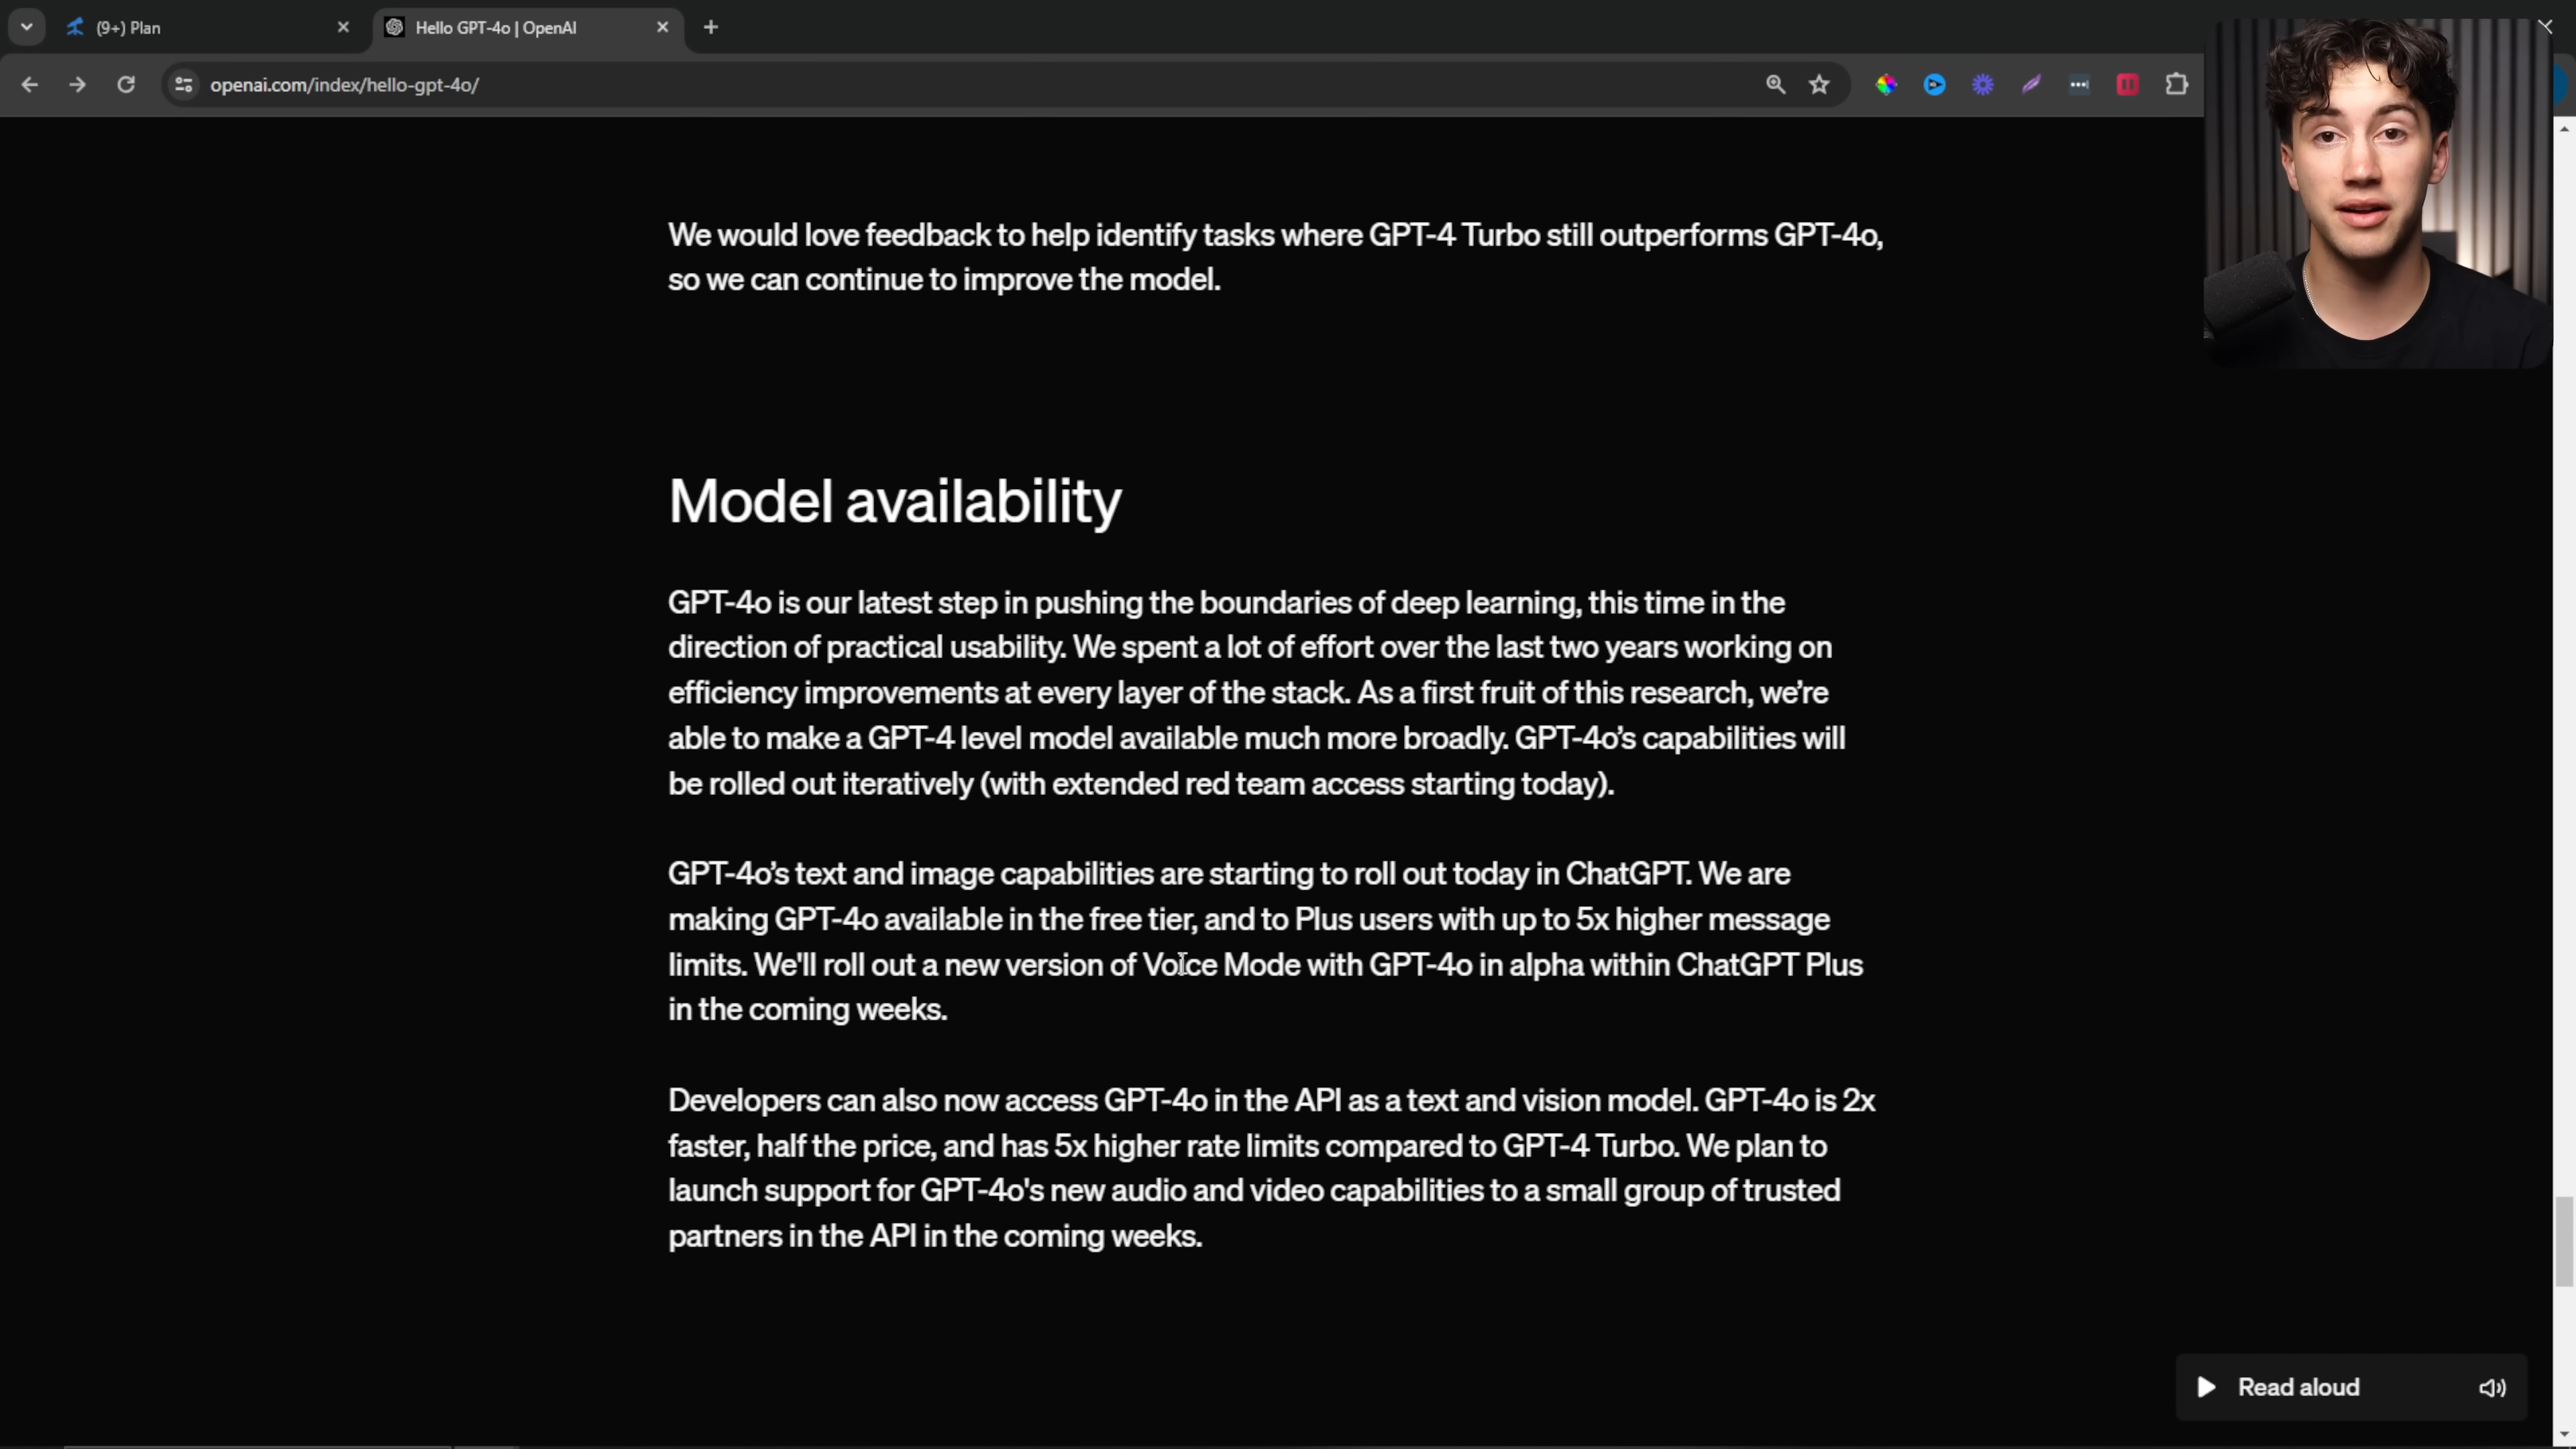 (9+) Plan
Hello GPT-4o | OpenAI
openai.com/index/hello-gpt-4o/
We would love feedback to help identify tasks where GPT-4 Turbo still outperforms GPT-4o,
so we can continue to improve the model.
Model availability
GPT-4o is our latest step in pushing the boundaries of deep learning, this time in the
direction of practical usability. We spent a lot of effort over the last two years working on
efficiency improvements at every layer of the stack. As a first fruit of this research, we’re
able to make a GPT-4 level model available much more broadly. GPT-4o’s capabilities will
be rolled out iteratively (with extended red team access starting today).
GPT-4o’s text and image capabilities are starting to roll out today in ChatGPT. We are
making GPT-4o available in the free tier, and to Plus users with up to 5x higher message
limits. We'll roll out a new version of Voice Mode with GPT-4o in alpha within ChatGPT Plus
in the coming weeks.
Developers can also now access GPT-4o in the API as a text and vision model. GPT-4o is 2x
faster, half the price, and has 5x higher rate limits compared to GPT-4 Turbo. We plan to
launch support for GPT-4o's new audio and video capabilities to a small group of trusted
partners in the API in the coming weeks.
Read aloud